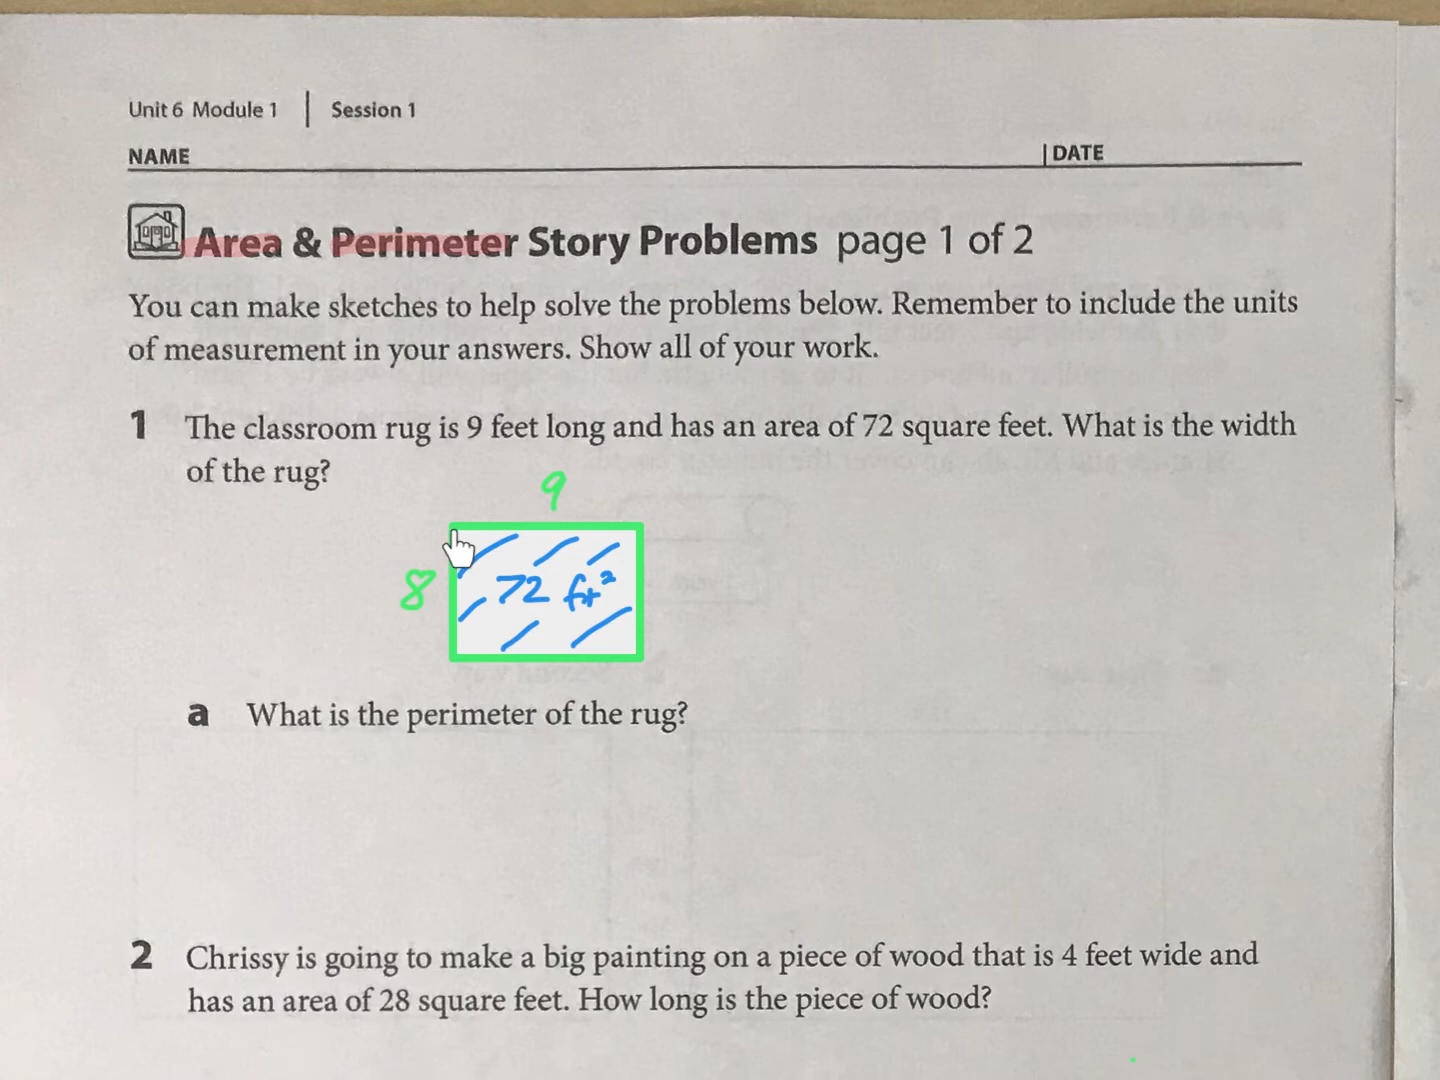 Unit 6 Module 1 | Session 1
NAME | DATE
Area & Perimeter Story Problems page 1 of 2
You can make sketches to help solve the problems below. Remember to include the units
of measurement in your answers. Show all of your work.
1 The classroom rug is 9 feet long and has an area of 72 square feet. What is the width
of the rug?
9
8 72 ft²
a What is the perimeter of the rug?
2 Chrissy is going to make a big painting on a piece of wood that is 4 feet wide and
has an area of 28 square feet. How long is the piece of wood?